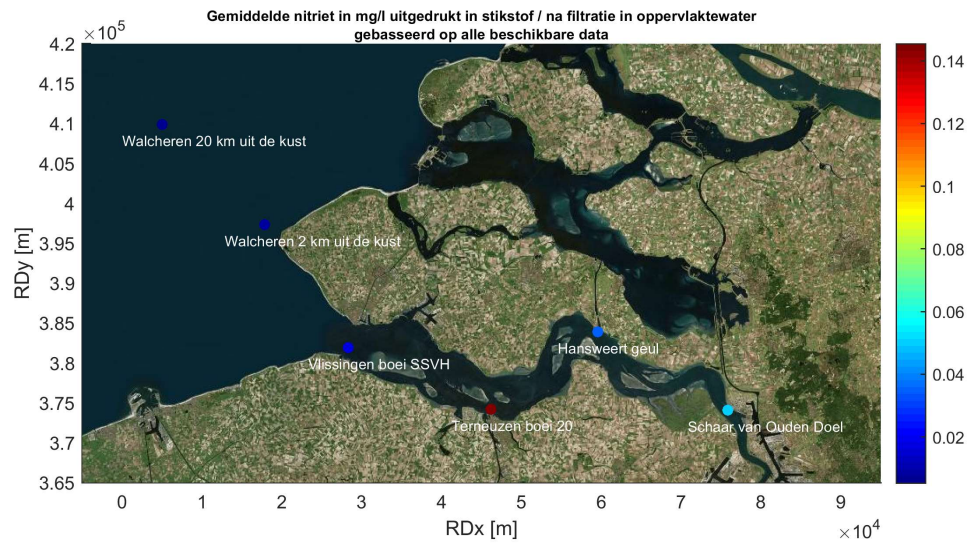 Gemiddelde nitriet in mg/l uitgedrukt in stikstof / na filtratie in oppervlaktewater
gebasseerd op alle beschikbare data
×10⁵
4.2
4.15
4.1
4.05
4
3.95
3.9
3.85
3.8
3.75
3.7
3.65
RDy [m]
Walcheren 20 km uit de kust
Walcheren 2 km uit de kust
Vlissingen boei SSVH
Hansweert geul
Terneuzen boei 20
Schaar van Ouden Doel
0 1 2 3 4 5 6 7 8 9
RDx [m]
×10⁴
0.14
0.12
0.1
0.08
0.06
0.04
0.02